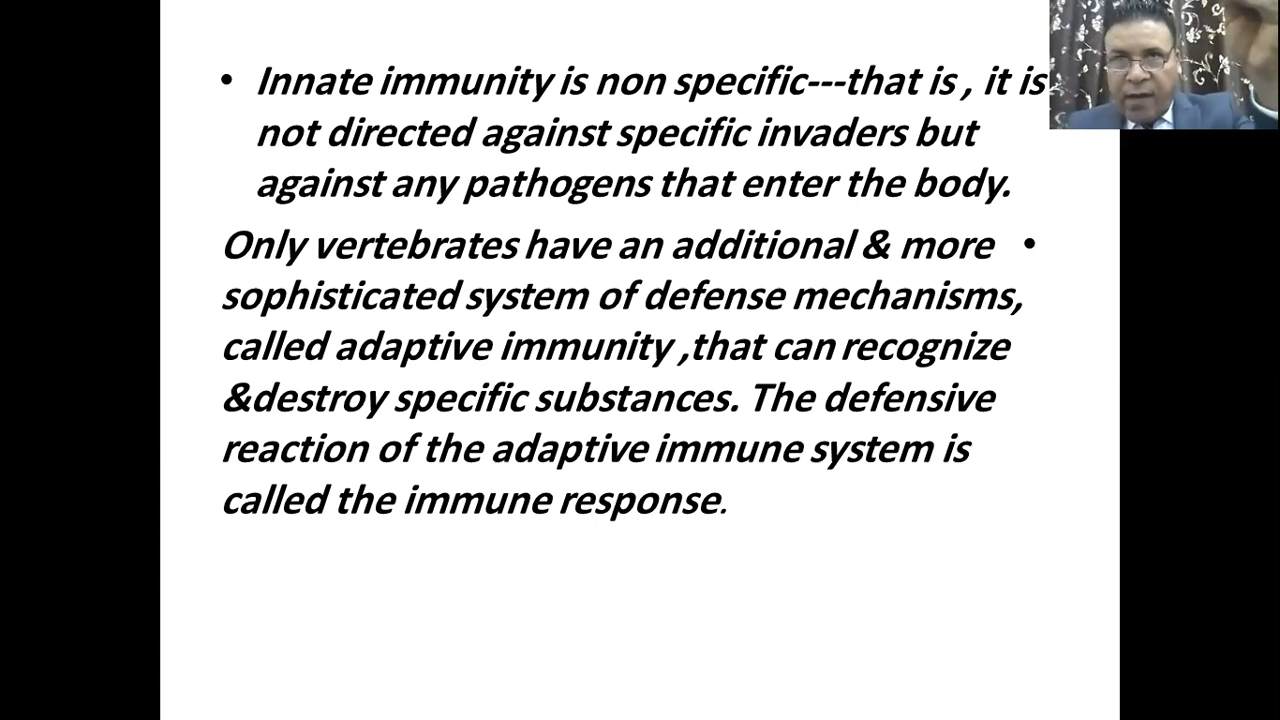 • Innate immunity is non specific---that is , it is
not directed against specific invaders but
against any pathogens that enter the body.
Only vertebrates have an additional & more •
sophisticated system of defense mechanisms,
called adaptive immunity ,that can recognize
&destroy specific substances. The defensive
reaction of the adaptive immune system is
called the immune response.